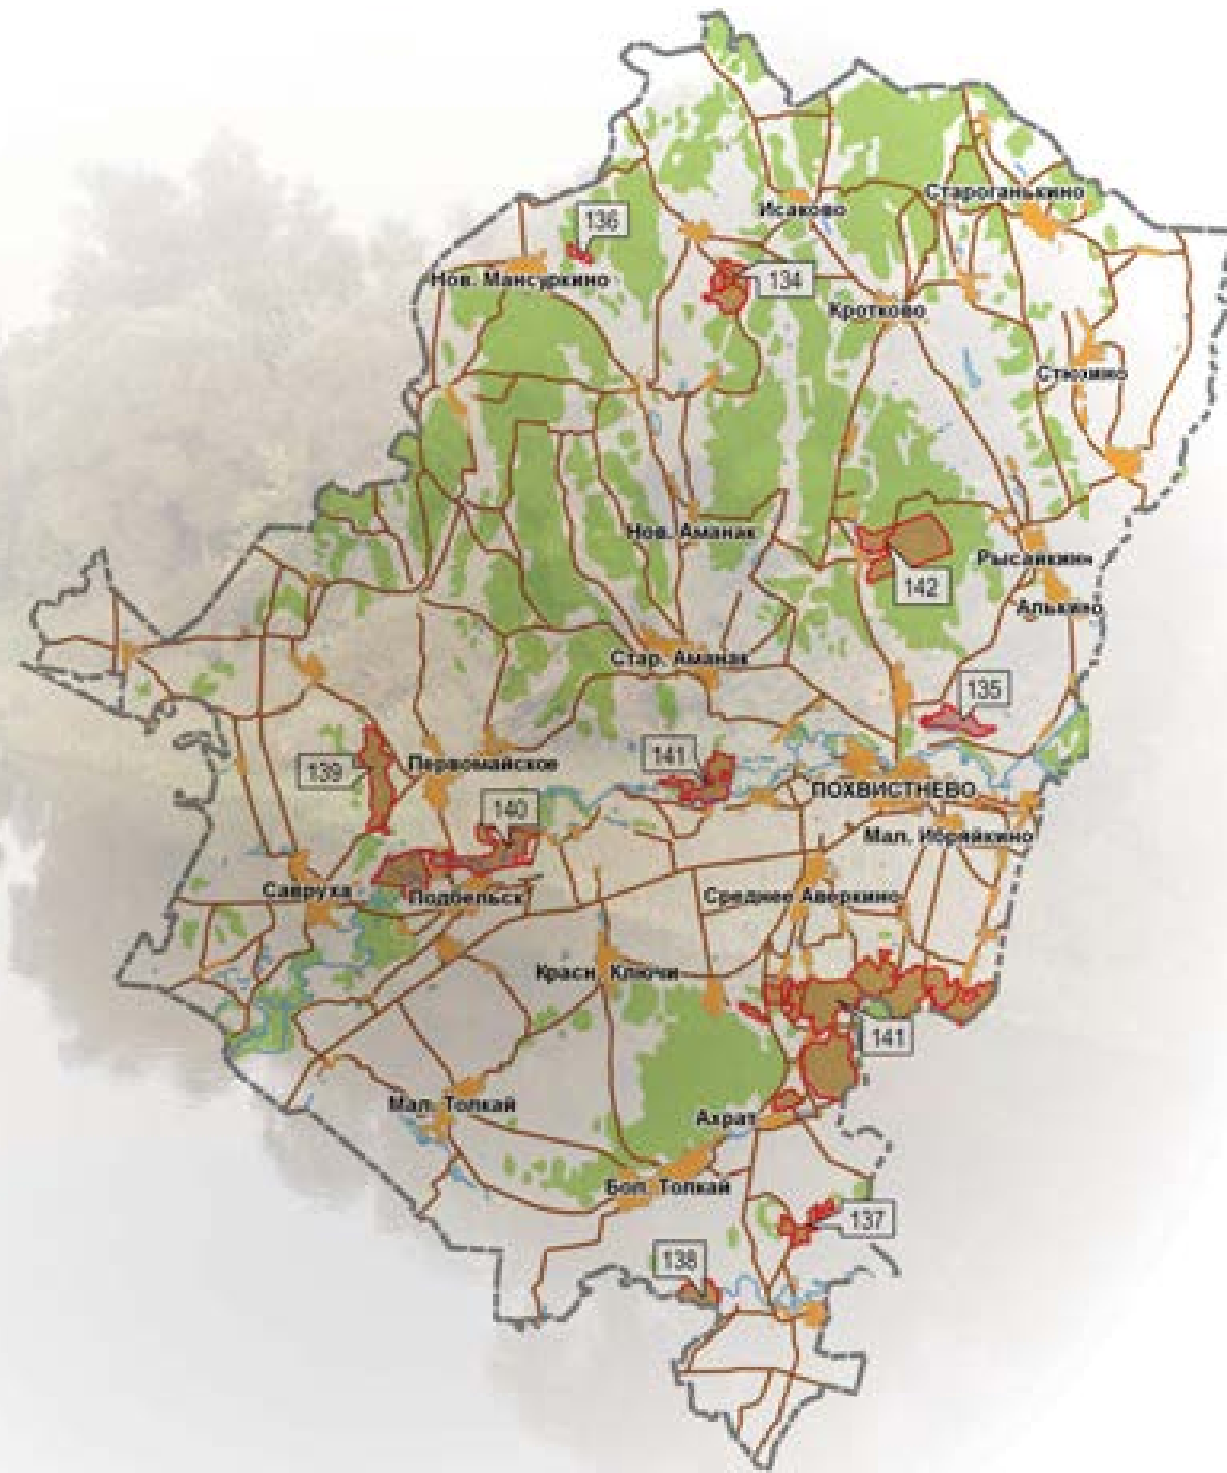 Староганькино
Исаково
136
Нов. Мансуркино
134
Кротково
Стюхино
Нов. Аманак
Рысайкино
142
Алькино
Стар. Аманак
135
141
139
Первомайское
ПОХВИСТНЕВО
140
Мал. Ибряйкино
Савруха
Подбельск
Среднее Аверкино
Красн. Ключи
141
Мал. Толкай
Ахрат
Бол. Толкай
137
138